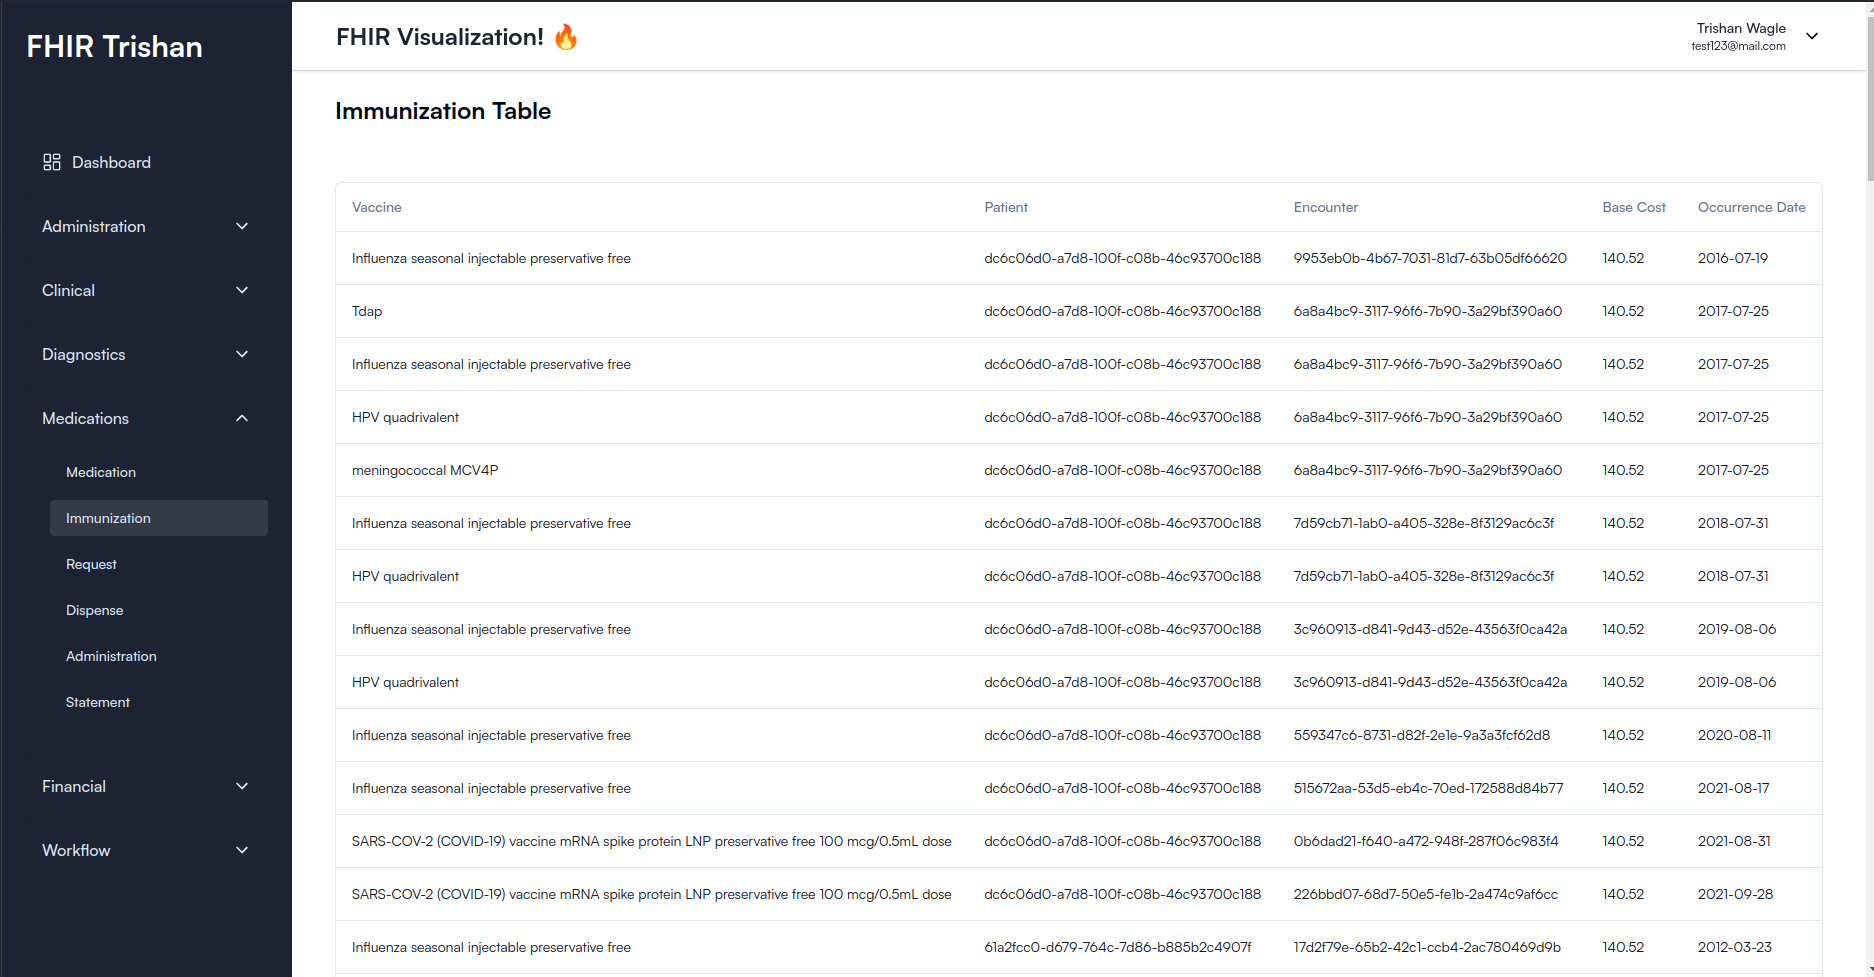 FHIR Trishan
Dashboard
Administration
Clinical
Diagnostics
Medications
Medication
Immunization
Request
Dispense
Administration
Statement
Financial
Workflow
FHIR Visualization! 🔥
Trishan Wagle
test123@mail.com
Immunization Table
Vaccine Patient Encounter Base Cost Occurrence Date
Influenza seasonal injectable preservative free dc6c06d0-a7d8-100f-c08b-46c93700c188 9953eb0b-4b67-7031-81d7-63b05df66620 140.52 2016-07-19
Tdap dc6c06d0-a7d8-100f-c08b-46c93700c188 6a8a4bc9-3117-96f6-7b90-3a29bf390a60 140.52 2017-07-25
Influenza seasonal injectable preservative free dc6c06d0-a7d8-100f-c08b-46c93700c188 6a8a4bc9-3117-96f6-7b90-3a29bf390a60 140.52 2017-07-25
HPV quadrivalent dc6c06d0-a7d8-100f-c08b-46c93700c188 6a8a4bc9-3117-96f6-7b90-3a29bf390a60 140.52 2017-07-25
meningococcal MCV4P dc6c06d0-a7d8-100f-c08b-46c93700c188 6a8a4bc9-3117-96f6-7b90-3a29bf390a60 140.52 2017-07-25
Influenza seasonal injectable preservative free dc6c06d0-a7d8-100f-c08b-46c93700c188 7d59cb71-1ab0-a405-328e-8f3129ac6c3f 140.52 2018-07-31
HPV quadrivalent dc6c06d0-a7d8-100f-c08b-46c93700c188 7d59cb71-1ab0-a405-328e-8f3129ac6c3f 140.52 2018-07-31
Influenza seasonal injectable preservative free dc6c06d0-a7d8-100f-c08b-46c93700c188 3c960913-d841-9d43-d52e-43563f0ca42a 140.52 2019-08-06
HPV quadrivalent dc6c06d0-a7d8-100f-c08b-46c93700c188 3c960913-d841-9d43-d52e-43563f0ca42a 140.52 2019-08-06
Influenza seasonal injectable preservative free dc6c06d0-a7d8-100f-c08b-46c93700c188 559347c6-8731-d82f-2e1e-9a3a3fcf62d8 140.52 2020-08-11
Influenza seasonal injectable preservative free dc6c06d0-a7d8-100f-c08b-46c93700c188 515672aa-53d5-eb4c-70ed-172588d84b77 140.52 2021-08-17
SARS-COV-2 (COVID-19) vaccine mRNA spike protein LNP preservative free 100 mcg/0.5mL dose dc6c06d0-a7d8-100f-c08b-46c93700c188 0b6dad21-f640-a472-948f-287f06c983f4 140.52 2021-08-31
SARS-COV-2 (COVID-19) vaccine mRNA spike protein LNP preservative free 100 mcg/0.5mL dose dc6c06d0-a7d8-100f-c08b-46c93700c188 226bbd07-68d7-50e5-fe1b-2a474c9af6cc 140.52 2021-09-28
Influenza seasonal injectable preservative free 61a2fcc0-d679-764c-7d86-b885b2c4907f 17d2f79e-65b2-42c1-ccb4-2ac780469d9b 140.52 2012-03-23